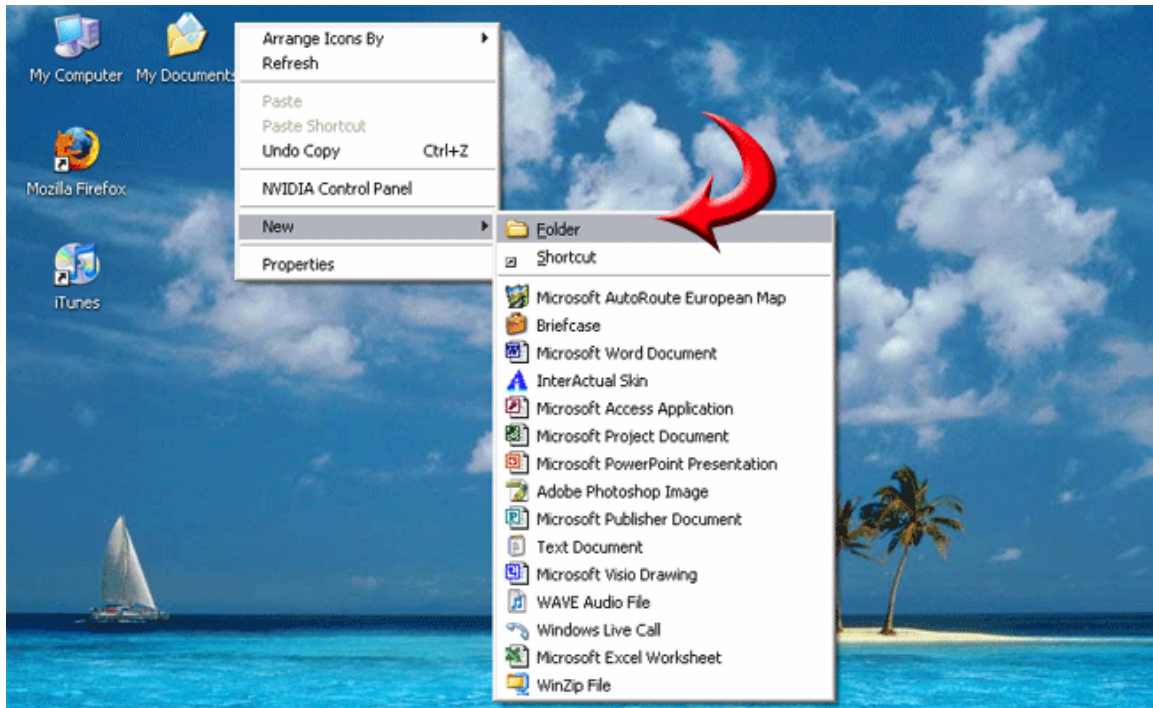 My Computer
My Documents
Mozilla Firefox
iTunes
Arrange Icons By
Refresh
Paste
Paste Shortcut
Undo Copy Ctrl+Z
NVIDIA Control Panel
New
Properties
Folder
Shortcut
Microsoft AutoRoute European Map
Briefcase
Microsoft Word Document
InterActual Skin
Microsoft Access Application
Microsoft Project Document
Microsoft PowerPoint Presentation
Adobe Photoshop Image
Microsoft Publisher Document
Text Document
Microsoft Visio Drawing
WAVE Audio File
Windows Live Call
Microsoft Excel Worksheet
WinZip File